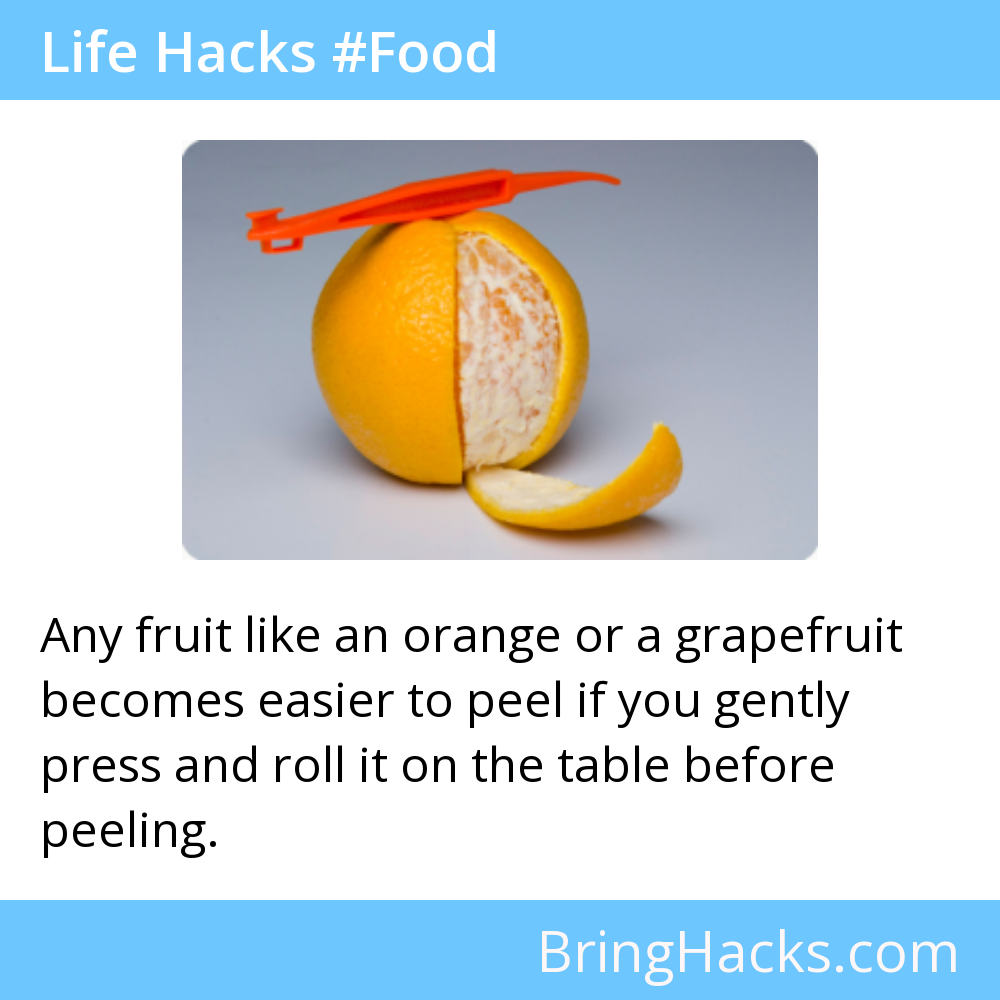 Life Hacks #Food
Any fruit like an orange or a grapefruit
becomes easier to peel if you gently
press and roll it on the table before
peeling.
BringHacks.com